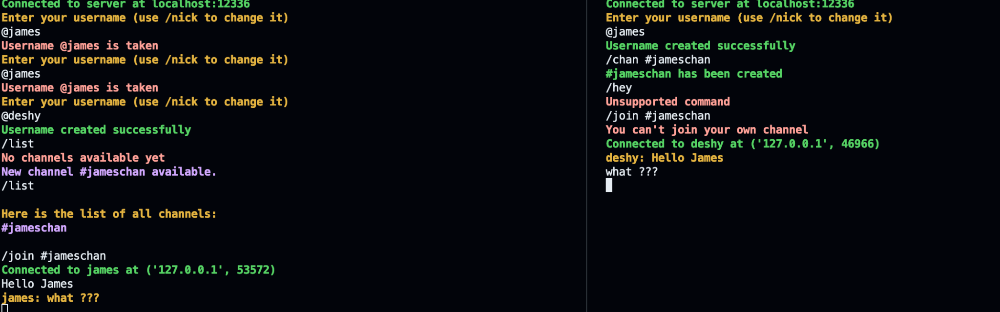 Connected to server at localhost:12336
Enter your username (use /nick to change it)
@james
Username @james is taken
Enter your username (use /nick to change it)
@james
Username @james is taken
Enter your username (use /nick to change it)
@deshy
Username created successfully
/list
No channels available yet
New channel #jameschan available.
/list
Here is the list of all channels:
#jameschan
/join #jameschan
Connected to james at ('127.0.0.1', 53572)
Hello James
james: what ???
Connected to server at localhost:12336
Enter your username (use /nick to change it)
@james
Username created successfully
/chan #jameschan
#jameschan has been created
/hey
Unsupported command
/join #jameschan
You can't join your own channel
Connected to deshy at ('127.0.0.1', 46966)
deshy: Hello James
what ???